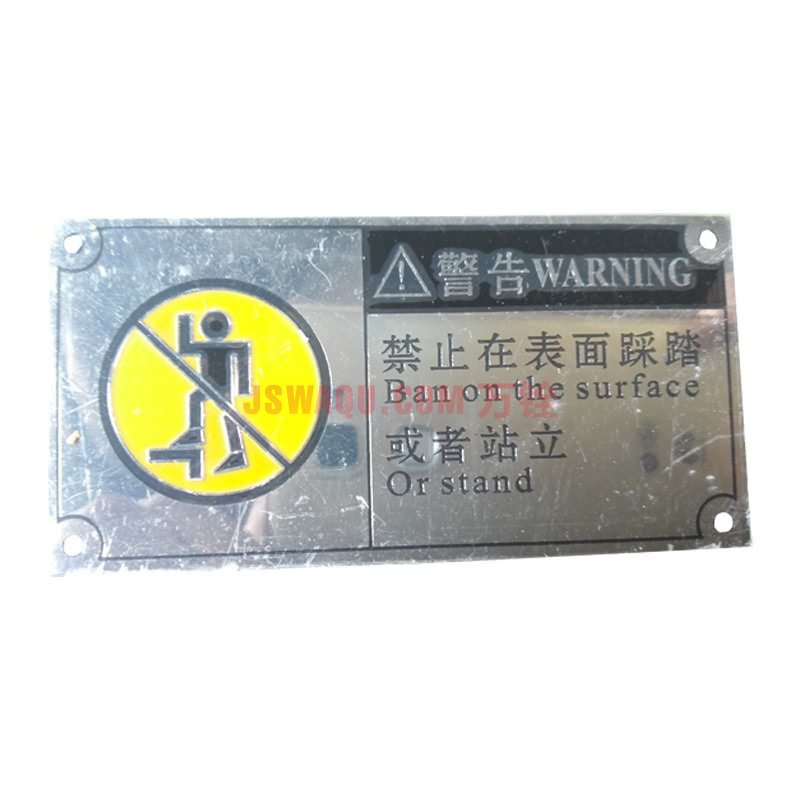 警告WARNING
禁止在表面踩踏
Ban on the surface
JSWAQU.COM 万铨
或者站立
Or stand